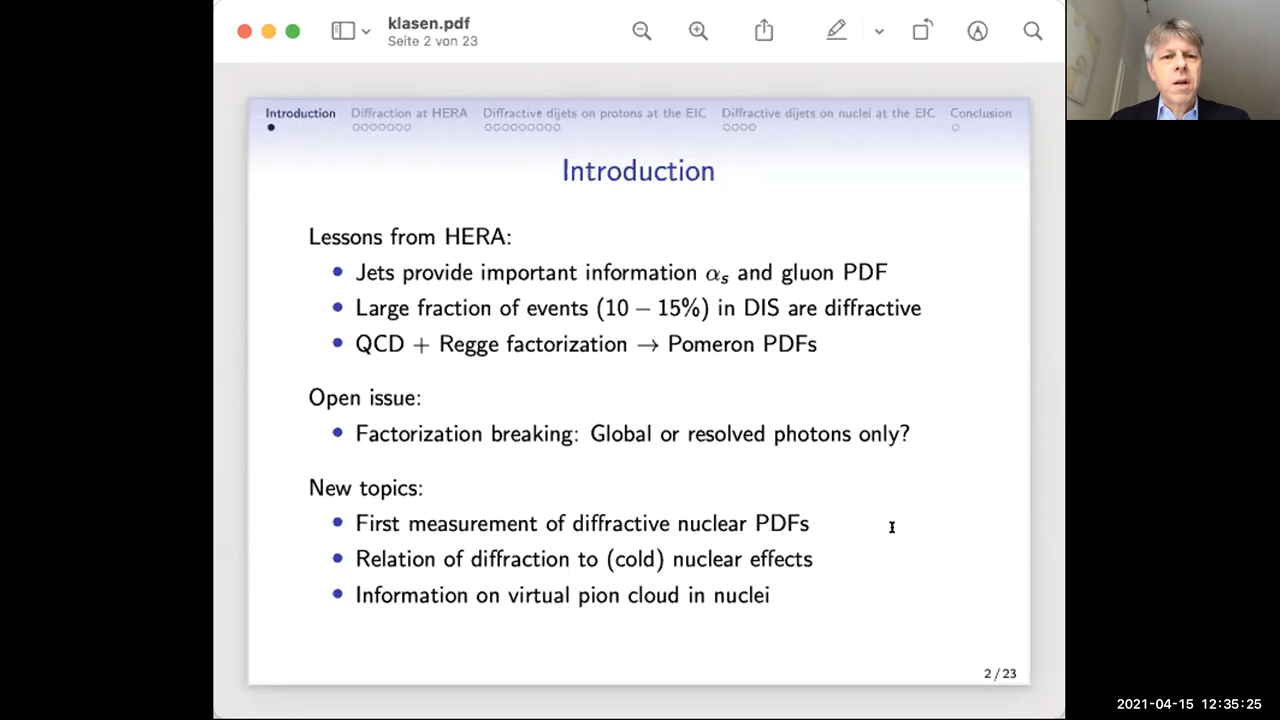 klasen.pdf
Seite 2 von 23
Introduction Diffraction at HERA Diffractive dijets on protons at the EIC Diffractive dijets on nuclei at the EIC Conclusion
Introduction
Lessons from HERA:
• Jets provide important information αs and gluon PDF
• Large fraction of events (10 − 15%) in DIS are diffractive
• QCD + Regge factorization → Pomeron PDFs
Open issue:
• Factorization breaking: Global or resolved photons only?
New topics:
• First measurement of diffractive nuclear PDFs
• Relation of diffraction to (cold) nuclear effects
• Information on virtual pion cloud in nuclei
2 / 23
2021-04-15 12:35:25